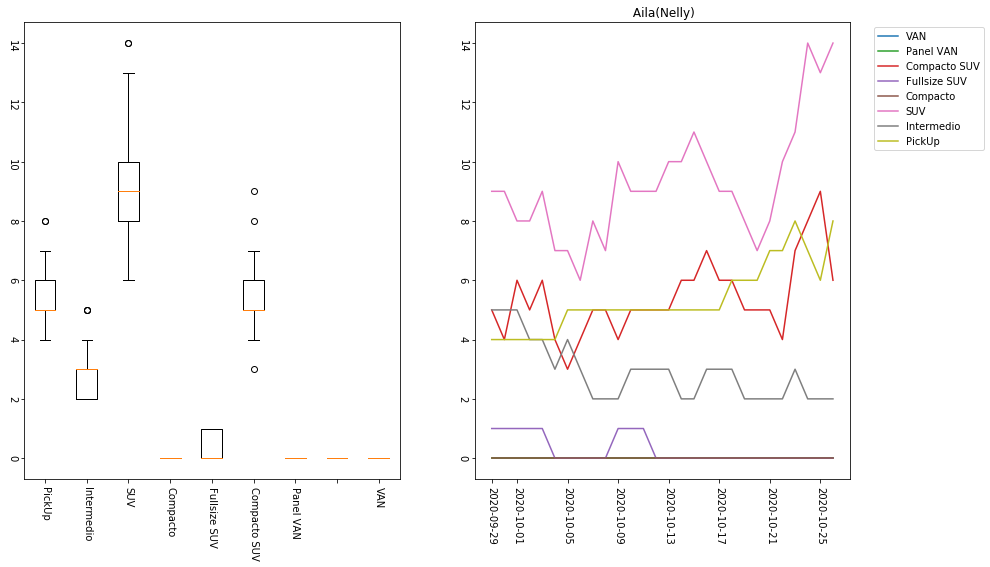 Aila(Nelly)
14
12
10
8
6
4
2
0
PickUp
Intermedio
SUV
Compacto
Fullsize SUV
Compacto SUV
Panel VAN
VAN
14
12
10
8
6
4
2
0
2020-09-29
2020-10-01
2020-10-05
2020-10-09
2020-10-13
2020-10-17
2020-10-21
2020-10-25
VAN
Panel VAN
Compacto SUV
Fullsize SUV
Compacto
SUV
Intermedio
PickUp